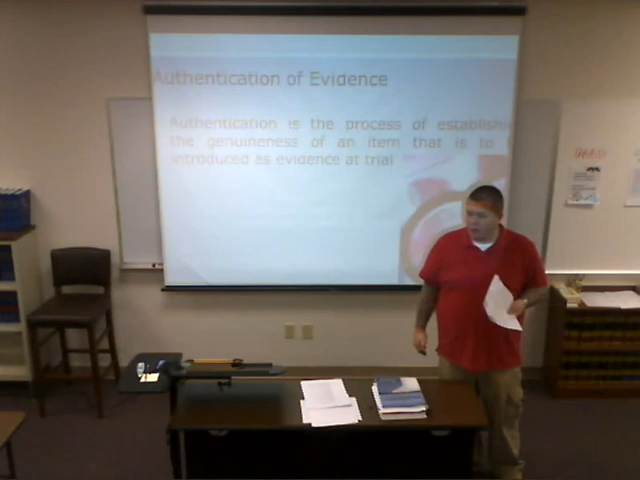 Authentication of Evidence
Authentication is the process of establishi
the genuineness of an item that is to
introduced as evidence at trial